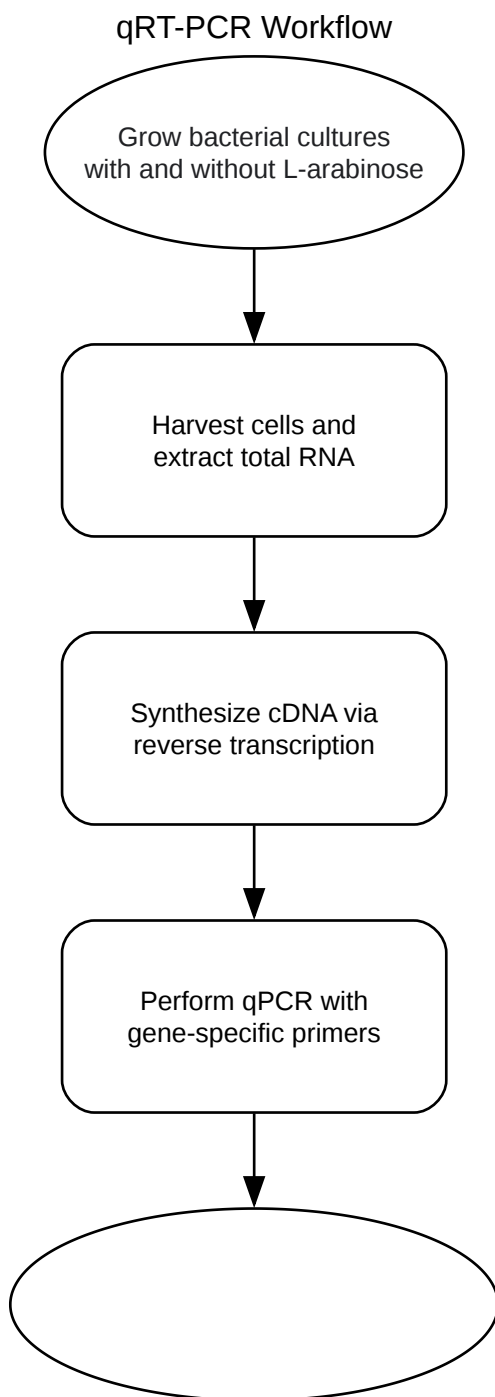 qRT-PCR Workflow
Grow bacterial cultures
with and without L-arabinose
Harvest cells and
extract total RNA
Synthesize cDNA via
reverse transcription
Perform qPCR with
gene-specific primers